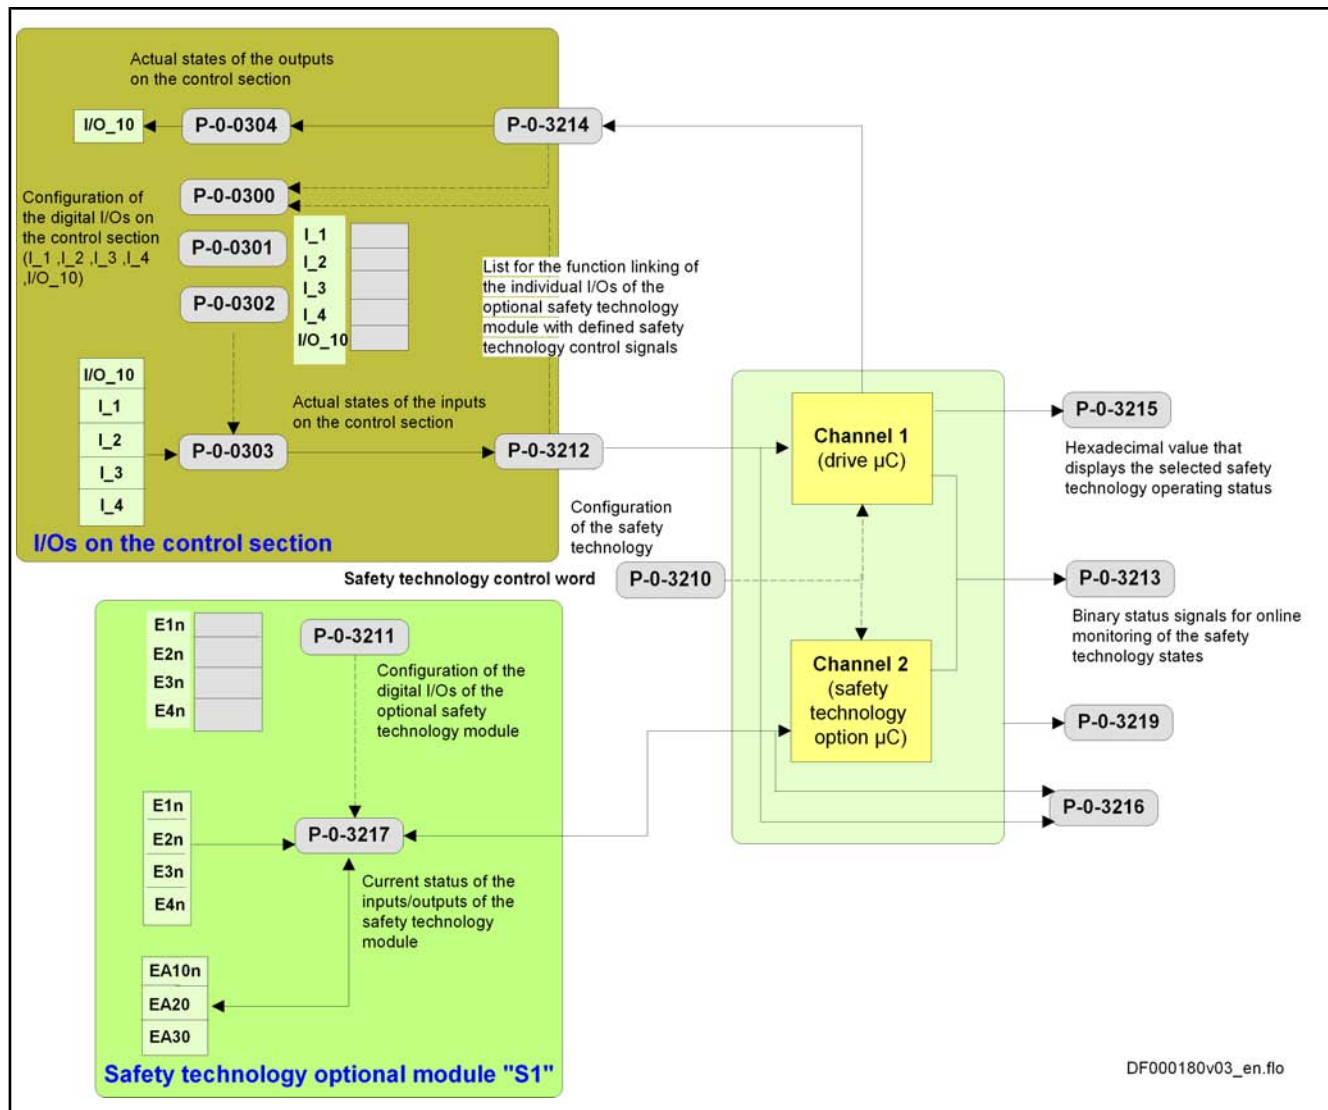 Actual states of the outputs
on the control section
I/O_10
P-0-0304
P-0-3214
Configuration of
the digital I/Os on
the control section
(I_1 ,I_2 ,I_3 ,I_4
,I/O_10)
P-0-0300
P-0-0301
P-0-0302
I_1
I_2
I_3
I_4
I/O_10
List for the function linking of
the individual I/Os of the
optional safety technology
module with defined safety
technology control signals
I/O_10
I_1
I_2
I_3
I_4
Actual states of the inputs
on the control section
P-0-0303
P-0-3212
I/Os on the control section
Channel 1
(drive µC)
P-0-3215
Hexadecimal value that
displays the selected safety
technology operating status
Configuration
of the safety
technology
Safety technology control word
P-0-3210
P-0-3213
Binary status signals for online
monitoring of the safety
technology states
Channel 2
(safety
technology
option µC)
P-0-3219
P-0-3216
E1n
E2n
E3n
E4n
P-0-3211
Configuration of the
digital I/Os of the
optional safety
technology module
E1n
E2n
E3n
E4n
P-0-3217
Current status of the
inputs/outputs of the
safety technology
module
EA10n
EA20
EA30
Safety technology optional module "S1"
DF000180v03_en.flo